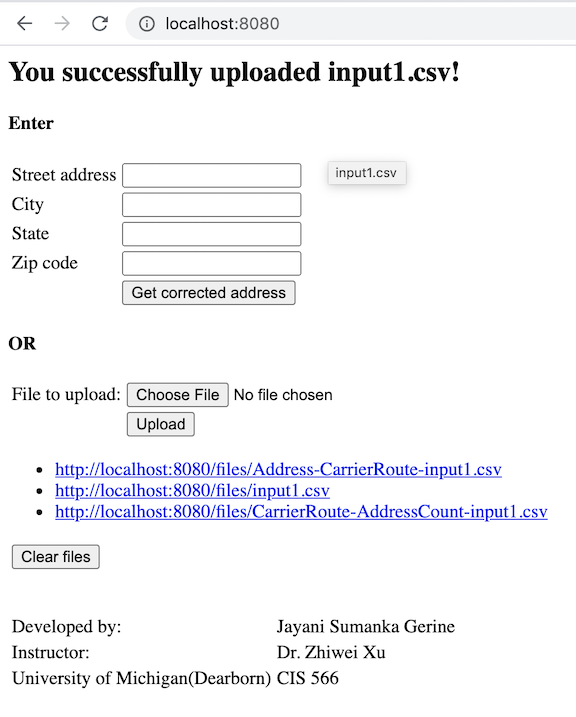 localhost:8080
You successfully uploaded input1.csv!
Enter
Street address
input1.csv
City
State
Zip code
Get corrected address
OR
File to upload: Choose File No file chosen
Upload
http://localhost:8080/files/Address-CarrierRoute-input1.csv
http://localhost:8080/files/input1.csv
http://localhost:8080/files/CarrierRoute-AddressCount-input1.csv
Clear files
Developed by: Jayani Sumanka Gerine
Instructor: Dr. Zhiwei Xu
University of Michigan(Dearborn) CIS 566